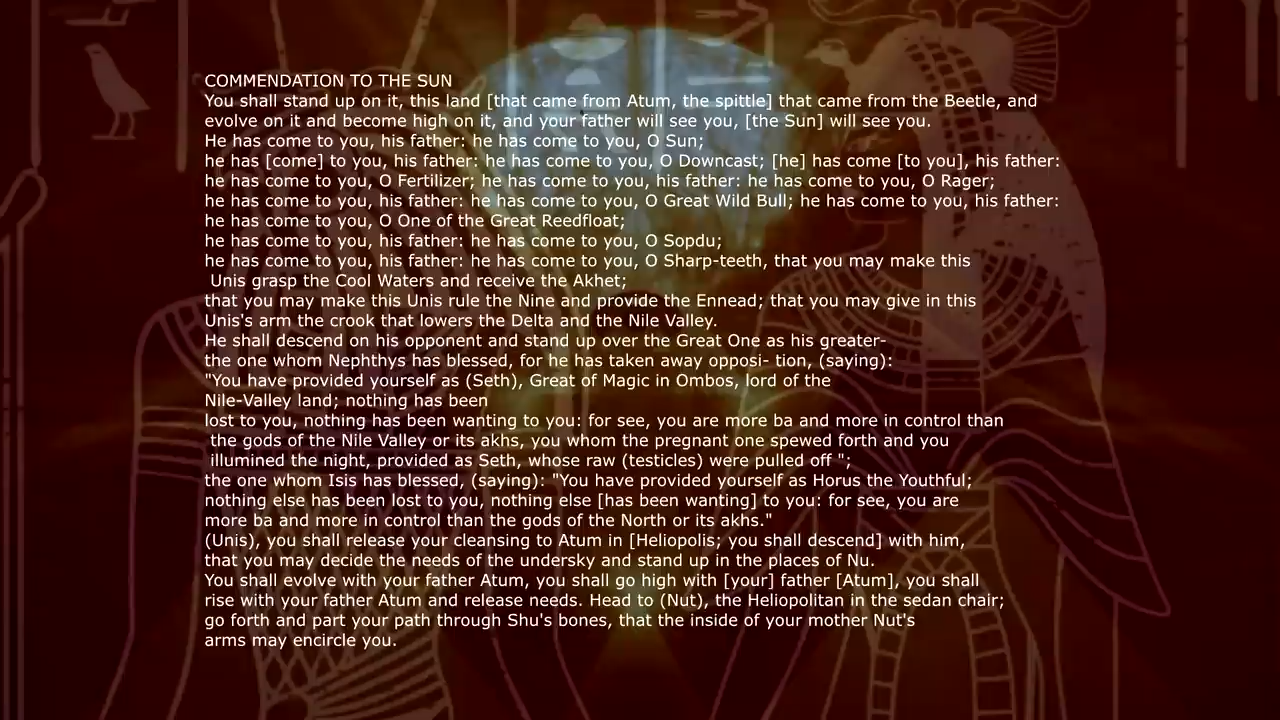 COMMENDATION TO THE SUN
You shall stand up on it, this land [that came from Atum, the spittle] that came from the Beetle, and
evolve on it and become high on it, and your father will see you, [the Sun] will see you.
He has come to you, his father: he has come to you, O Sun;
he has [come] to you, his father: he has come to you, O Downcast; [he] has come [to you], his father:
he has come to you, O Fertilizer; he has come to you, his father: he has come to you, O Rager;
he has come to you, his father: he has come to you, O Great Wild Bull; he has come to you, his father:
he has come to you, O One of the Great Reedfloat;
he has come to you, his father: he has come to you, O Sopdu;
he has come to you, his father: he has come to you, O Sharp-teeth, that you may make this
Unis grasp the Cool Waters and receive the Akhet;
that you may make this Unis rule the Nine and provide the Ennead; that you may give in this
Unis's arm the crook that lowers the Delta and the Nile Valley.
He shall descend on his opponent and stand up over the Great One as his greater-
the one whom Nephthys has blessed, for he has taken away opposi- tion, (saying):
"You have provided yourself as (Seth), Great of Magic in Ombos, lord of the
Nile-Valley land; nothing has been
lost to you, nothing has been wanting to you: for see, you are more ba and more in control than
the gods of the Nile Valley or its akhs, you whom the pregnant one spewed forth and you
illumined the night, provided as Seth, whose raw (testicles) were pulled off ";
the one whom Isis has blessed, (saying): "You have provided yourself as Horus the Youthful;
nothing else has been lost to you, nothing else [has been wanting] to you: for see, you are
more ba and more in control than the gods of the North or its akhs."
(Unis), you shall release your cleansing to Atum in [Heliopolis; you shall descend] with him,
that you may decide the needs of the undersky and stand up in the places of Nu.
You shall evolve with your father Atum, you shall go high with [your] father [Atum], you shall
rise with your father Atum and release needs. Head to (Nut), the Heliopolitan in the sedan chair;
go forth and part your path through Shu's bones, that the inside of your mother Nut's
arms may encircle you.